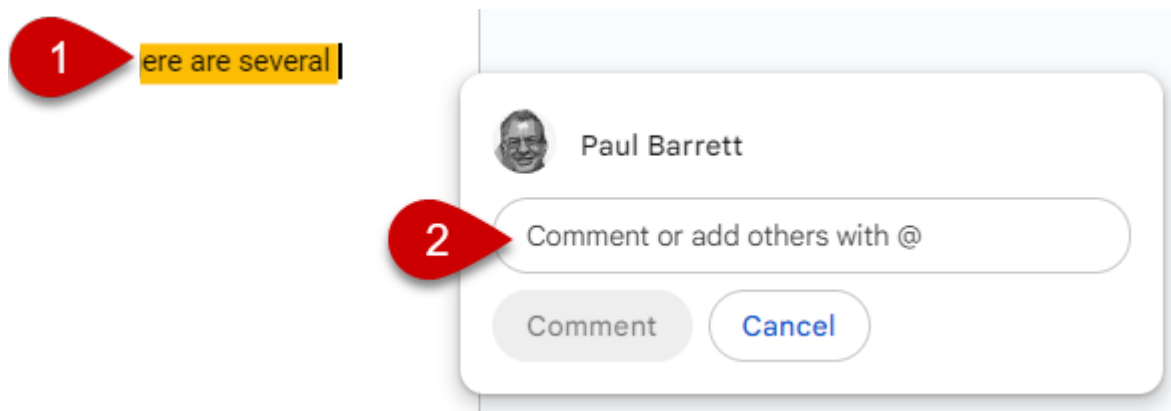 1
ere are several
Paul Barrett
2
Comment or add others with @
Comment
Cancel